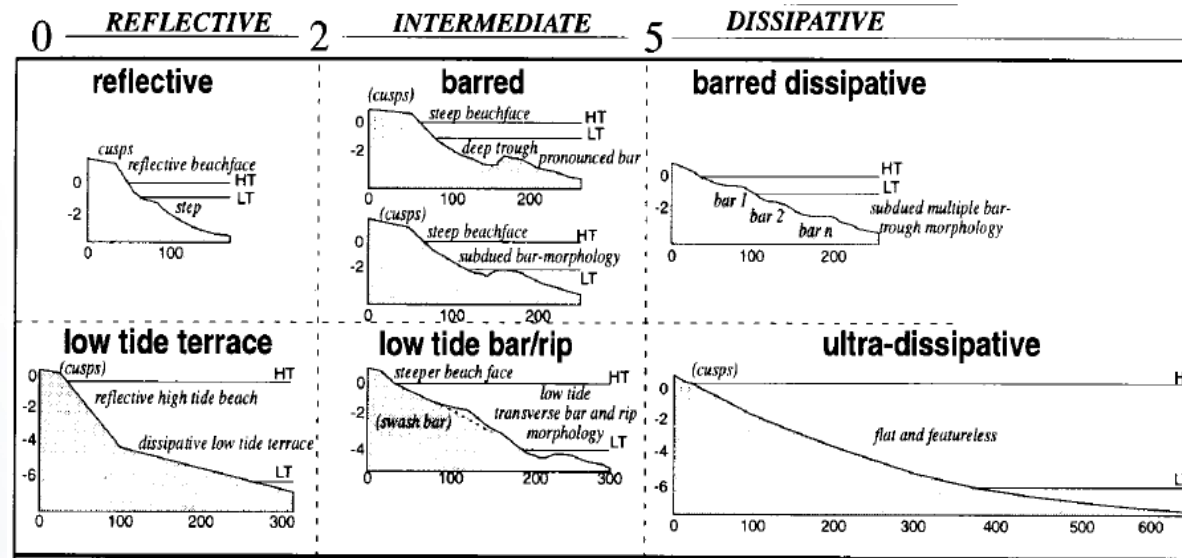 0 REFLECTIVE 2 INTERMEDIATE 5 DISSIPATIVE
reflective
cusps
reflective beachface
0
HT
LT
step
-2
0 100
barred
(cusps)
steep beachface
HT
0
LT
deep trough
pronounced bar
-2
0 100 200
(cusps)
steep beachface
HT
0
subdued bar-morphology
-2
LT
0 100 200
barred dissipative
0
HT
LT
bar 1
bar 2
bar n
-2
subdued multiple bar-
trough morphology
0 100 200
low tide terrace
0
(cusps)
HT
reflective high tide beach
-2
-4
dissipative low tide terrace
-6
LT
0 100 200 300
low tide bar/rip
0
steeper beach face
HT
low tide
transverse bar and rip
morphology
-2
(swash bar)
-4
LT
0 100 200 300
ultra-dissipative
(cusps)
0
H
-2
flat and featureless
-4
-6
L
0 100 200 300 400 500 600